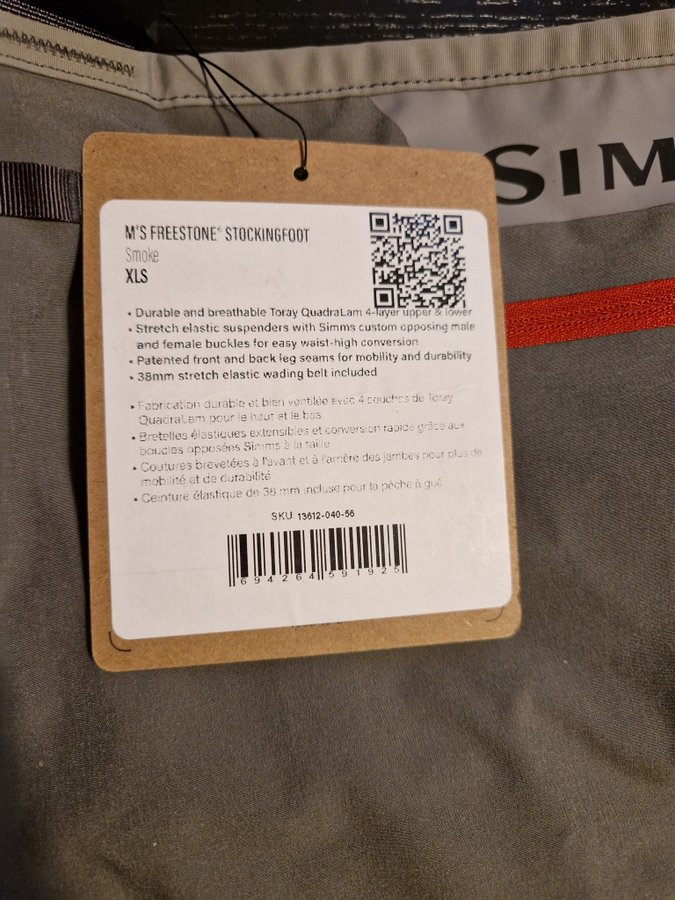 SIM
M'S FREESTONE® STOCKINGFOOT
Smoke
XLS
• Durable and breathable Toray QuadraLam 4-layer upper & lower
• Stretch elastic suspenders with Simms custom opposing male
and female buckles for easy waist-high conversion
• Patented front and back leg seams for mobility and durability
• 38mm stretch elastic wading belt included
• Fabrication durable et bien ventilée avec 4 couches de Toray
QuadraLam pour le haut et le bas
• Bretelles élastiques extensibles et conversion rapide grâce aux
boucles opposées Simms à la taille
• Coutures brevetées à l'avant et à l'arrière des jambes pour plus de
mobilité et de durabilité
• Ceinture élastique de 38 mm incluse pour la pêche à gué
SKU: 13612-040-56
694264591925